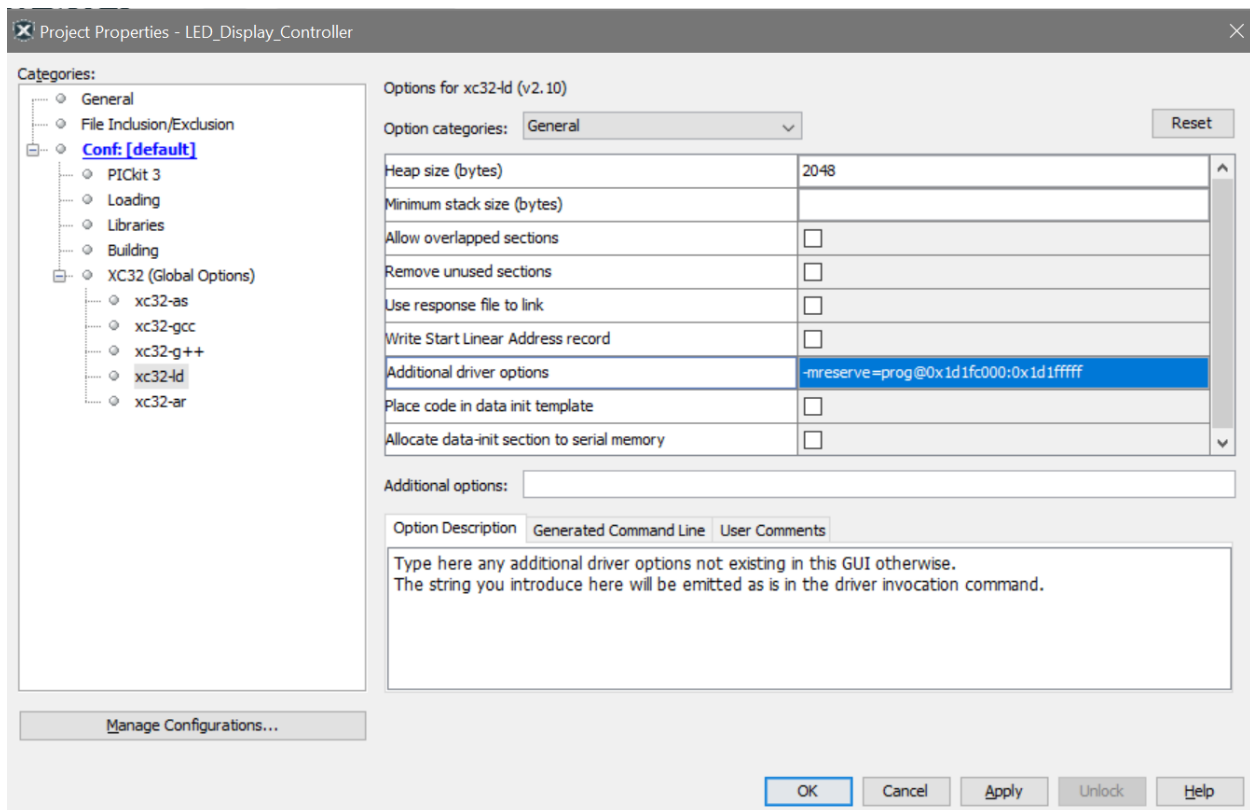 Project Properties - LED_Display_Controller
Categories:
General
File Inclusion/Exclusion
Conf: [default]
PICkit 3
Loading
Libraries
Building
XC32 (Global Options)
xc32-as
xc32-gcc
xc32-g++
xc32-ld
xc32-ar
Manage Configurations...
Options for xc32-ld (v2.10)
Option categories: General
Reset
Heap size (bytes) 2048
Minimum stack size (bytes)
Allow overlapped sections
Remove unused sections
Use response file to link
Write Start Linear Address record
Additional driver options -mreserve=prog@0x1d1fc000:0x1d1fffff
Place code in data init template
Allocate data-init section to serial memory
Additional options:
Option Description Generated Command Line User Comments
Type here any additional driver options not existing in this GUI otherwise.
The string you introduce here will be emitted as is in the driver invocation command.
OK Cancel Apply Unlock Help